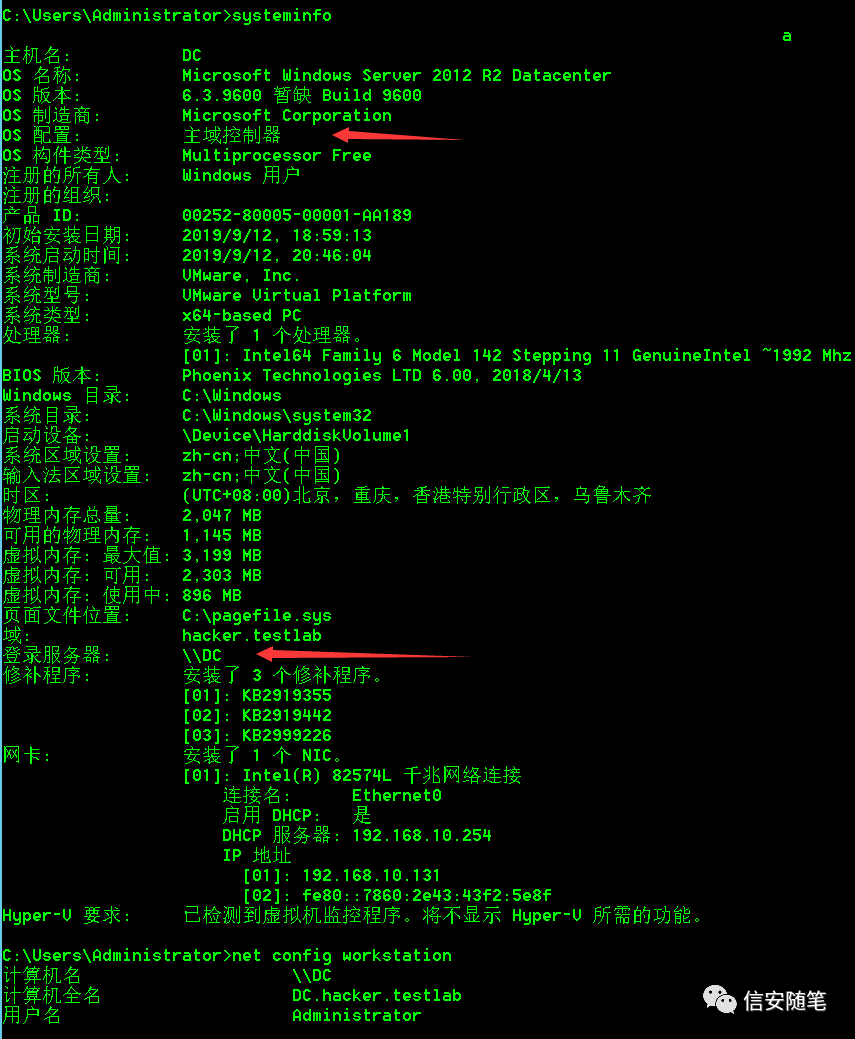 C:\Users\Administrator>systeminfo
a
主机名:           DC
OS 名称:          Microsoft Windows Server 2012 R2 Datacenter
OS 版本:          6.3.9600 暂缺 Build 9600
OS 制造商:        Microsoft Corporation
OS 配置:          主域控制器
OS 构件类型:      Multiprocessor Free
注册的所有人:     Windows 用户
注册的组织:
产品 ID:          00252-80005-00001-AA189
初始安装日期:     2019/9/12, 18:59:13
系统启动时间:     2019/9/12, 20:46:04
系统制造商:       VMware, Inc.
系统型号:         VMware Virtual Platform
系统类型:         x64-based PC
处理器:           安装了 1 个处理器。
[01]: Intel64 Family 6 Model 142 Stepping 11 GenuineIntel ~1992 Mhz
BIOS 版本:        Phoenix Technologies LTD 6.00, 2018/4/13
Windows 目录:     C:\Windows
系统目录:         C:\Windows\system32
启动设备:         \Device\HarddiskVolume1
系统区域设置:     zh-cn;中文(中国)
输入法区域设置:   zh-cn;中文(中国)
时区:             (UTC+08:00)北京，重庆，香港特别行政区，乌鲁木齐
物理内存总量:     2,047 MB
可用的物理内存:   1,145 MB
虚拟内存: 最大值: 3,199 MB
虚拟内存: 可用:   2,303 MB
虚拟内存: 使用中: 896 MB
页面文件位置:     C:\pagefile.sys
域:               hacker.testlab
登录服务器:       \\DC
修补程序:         安装了 3 个修补程序。
[01]: KB2919355
[02]: KB2919442
[03]: KB2999226
网卡:             安装了 1 个 NIC。
[01]: Intel(R) 82574L 千兆网络连接
连接名:      Ethernet0
启用 DHCP:   是
DHCP 服务器: 192.168.10.254
IP 地址
[01]: 192.168.10.131
[02]: fe80::7860:2e43:43f2:5e8f
Hyper-V 要求:     已检测到虚拟机监控程序。将不显示 Hyper-V 所需的功能。
C:\Users\Administrator>net config workstation
计算机名                     \\DC
计算机全名                   DC.hacker.testlab
用户名                       Administrator
信安随笔